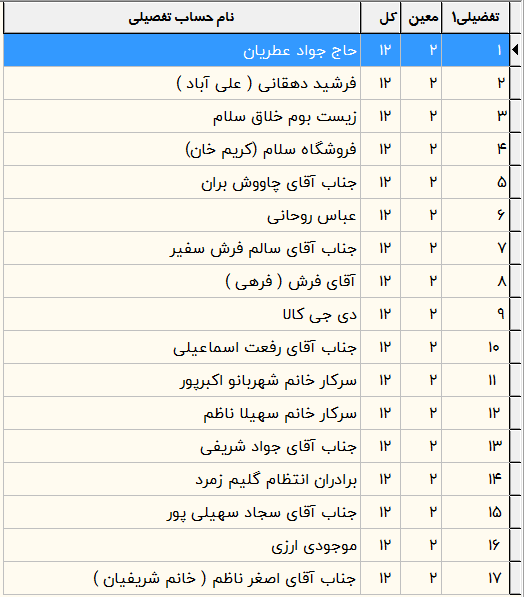 تفضیلی۱ معین کل نام حساب تفصیلی
۱ ۲ ۱۲ حاج جواد عطریان
۲ ۲ ۱۲ فرشید دهقانی ( علی آباد )
۳ ۲ ۱۲ زیست بوم خلاق سلام
۴ ۲ ۱۲ فروشگاه سلام (کریم خان)
۵ ۲ ۱۲ جناب آقای چاووش بران
۶ ۲ ۱۲ عباس روحانی
۷ ۲ ۱۲ جناب آقای سالم فرش سفیر
۸ ۲ ۱۲ آقای فرش ( فرهی )
۹ ۲ ۱۲ دی جی کالا
۱۰ ۲ ۱۲ جناب آقای رفعت اسماعیلی
۱۱ ۲ ۱۲ سرکار خانم شهربانو اکبرپور
۱۲ ۲ ۱۲ سرکار خانم سهیلا ناظم
۱۳ ۲ ۱۲ جناب آقای جواد شریفی
۱۴ ۲ ۱۲ برادران انتظام گلیم زمرد
۱۵ ۲ ۱۲ جناب آقای سجاد سهیلی پور
۱۶ ۲ ۱۲ موجودی ارزی
۱۷ ۲ ۱۲ جناب آقای اصغر ناظم ( خانم شریفیان )